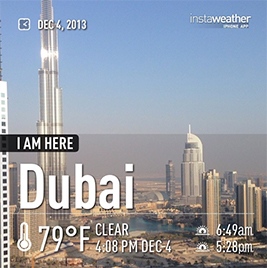 DEC 4, 2013
instaweather
IPHONE APP
I AM HERE
Dubai
79°F CLEAR
4:08 PM DEC 4
6:49am
5:28pm